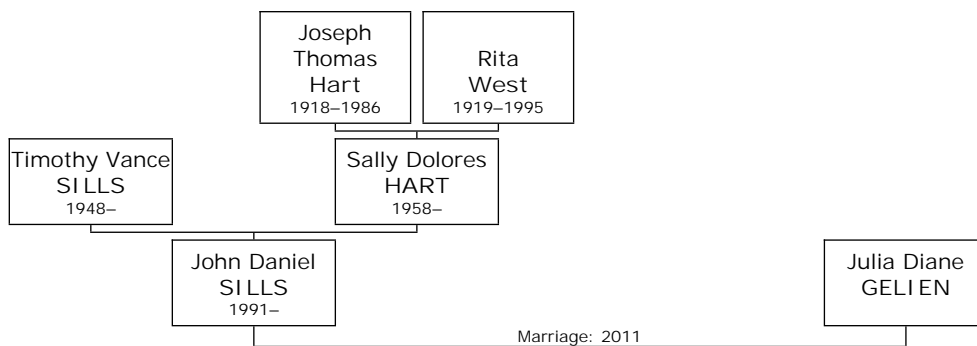 Joseph
Thomas
Hart
1918–1986
Rita
West
1919–1995
Timothy Vance
SILLS
1948–
Sally Dolores
HART
1958–
John Daniel
SILLS
1991–
Julia Diane
GELIEN
Marriage: 2011